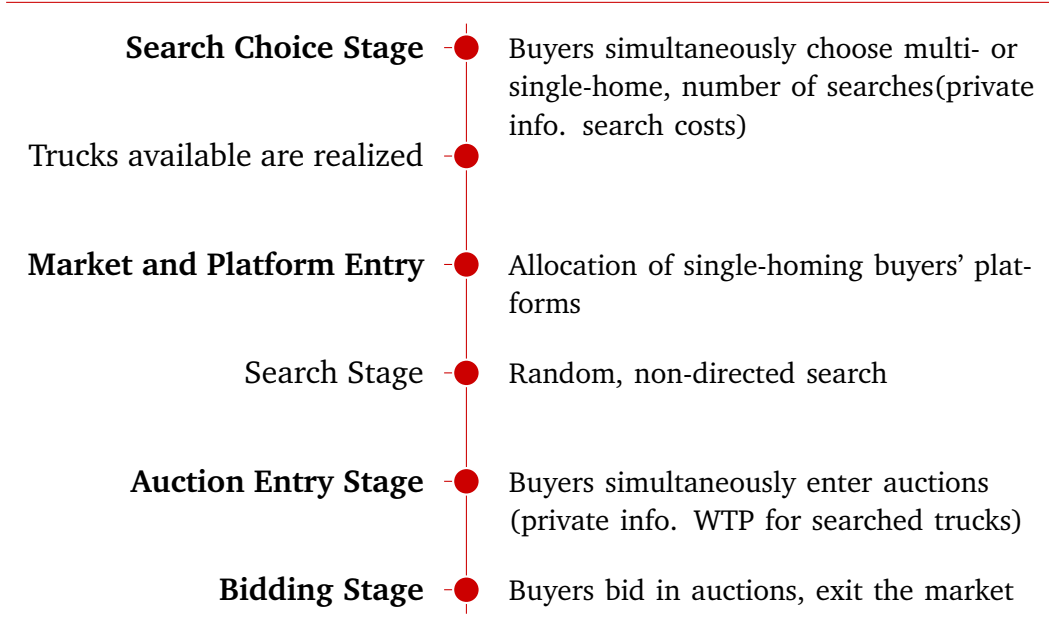 Search Choice Stage
Buyers simultaneously choose multi- or
single-home, number of searches(private
info. search costs)
Trucks available are realized
Market and Platform Entry
Allocation of single-homing buyers' plat-
forms
Search Stage
Random, non-directed search
Auction Entry Stage
Buyers simultaneously enter auctions
(private info. WTP for searched trucks)
Bidding Stage
Buyers bid in auctions, exit the market